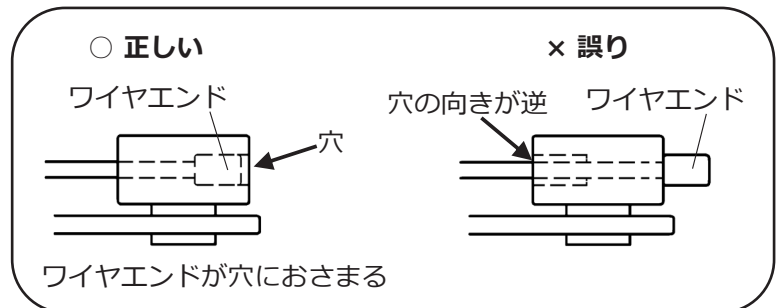 ○ 正しい
ワイヤエンド
穴
ワイヤエンドが穴におさまる
× 誤り
穴の向きが逆
ワイヤエンド